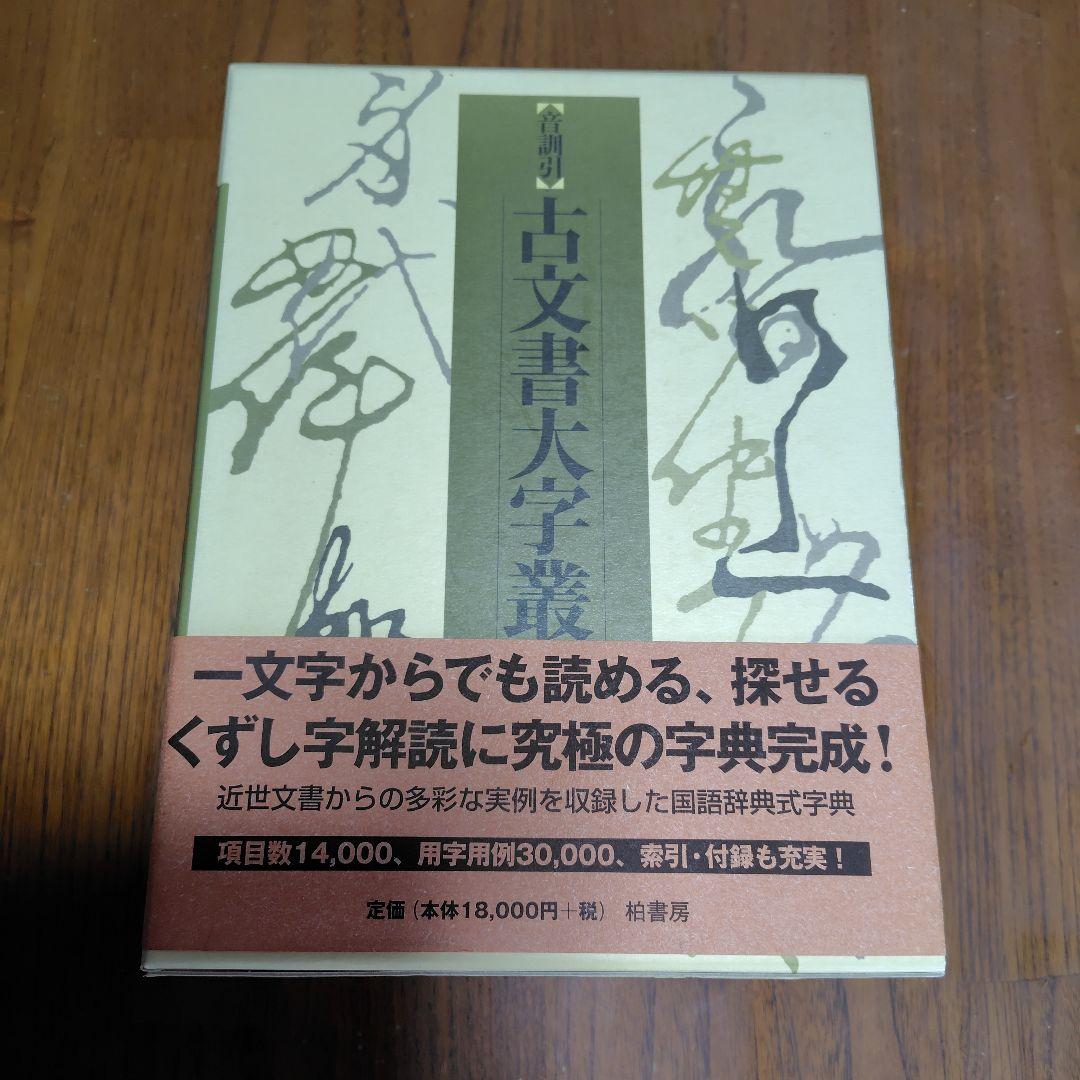 音訓引
古文書大字叢
一文字からでも読める、探せる
くずし字解読に究極の字典完成！
近世文書からの多彩な実例を収録した国語辞典式字典
項目数14,000、用字用例30,000、索引・付録も充実！
定価（本体18,000円＋税） 柏書房